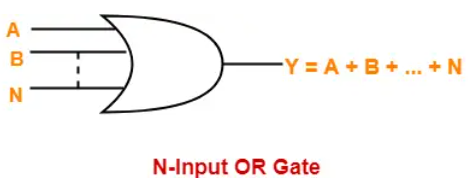 A
B
N
Y = A + B + ... + N
N-Input OR Gate